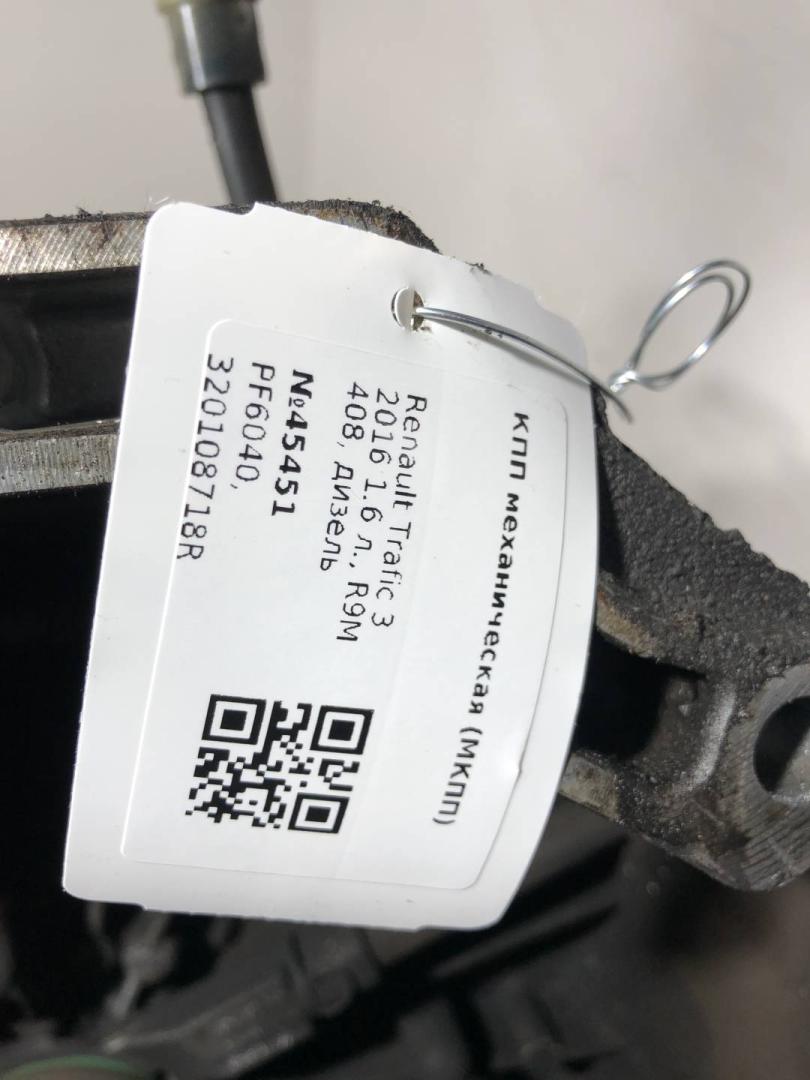 КПП механическая (МКПП)
Renault Trafic 3
2016 1.6 л., R9M
408, дизель
№45451
PF6040,
320108718R